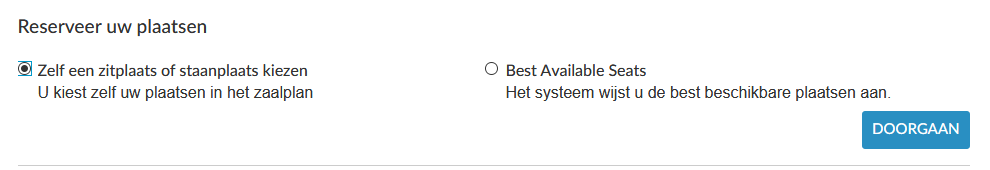 Reserveer uw plaatsen
Zelf een zitplaats of staanplaats kiezen
U kiest zelf uw plaatsen in het zaalplan
Best Available Seats
Het systeem wijst u de best beschikbare plaatsen aan.
DOORGAAN